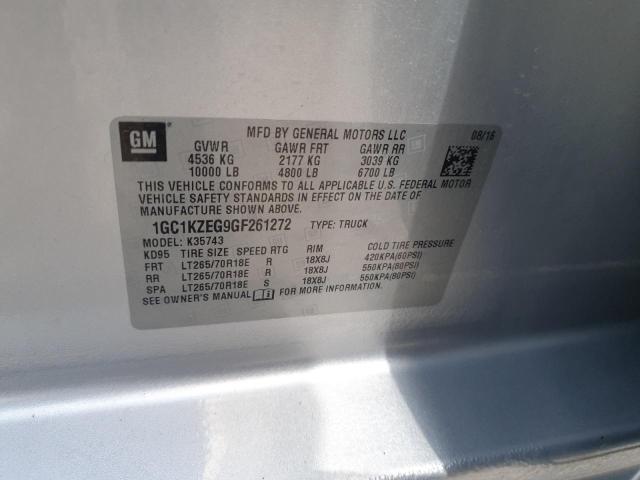 GM
MFD BY GENERAL MOTORS LLC 08/16
GVWR GAWR FRT GAWR RR
4536 KG 2177 KG 3039 KG
10000 LB 4800 LB 6700 LB
THIS VEHICLE CONFORMS TO ALL APPLICABLE U.S. FEDERAL MOTOR
VEHICLE SAFETY STANDARDS IN EFFECT ON THE DATE OF
MANUFACTURE SHOWN ABOVE.
1GC1KZEG9GF261272 TYPE: TRUCK
MODEL: K35743
KD95 TIRE SIZE SPEED RTG RIM COLD TIRE PRESSURE
FRT LT265/70R18E R 18X8J 420KPA(60PSI)
RR LT265/70R18E R 18X8J 550KPA(80PSI)
SPA LT265/70R18E S 18X8J 550KPA(80PSI)
SEE OWNER'S MANUAL FOR MORE INFORMATION.